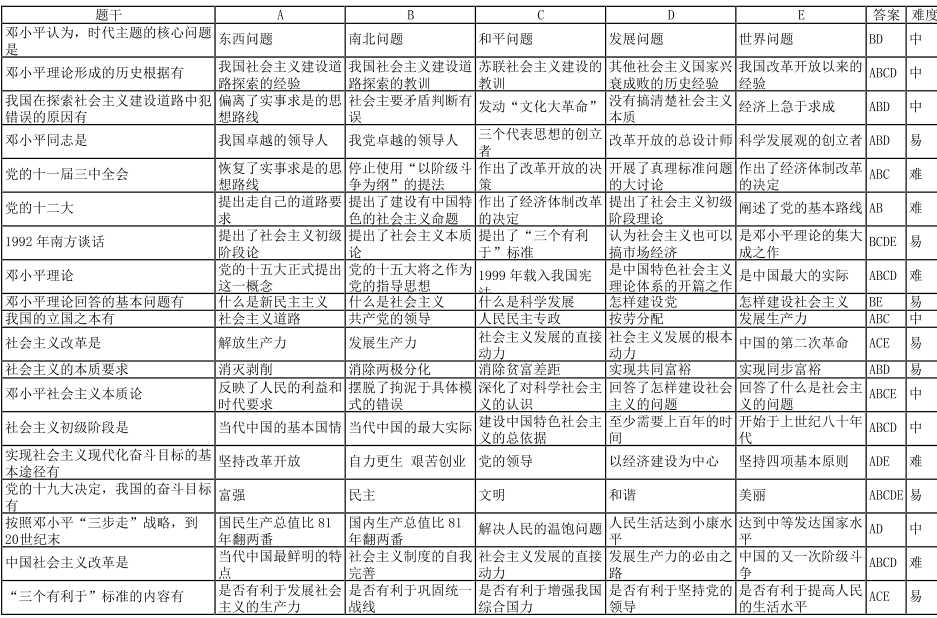 题干 A B C D E 答案 难度
邓小平认为，时代主题的核心问题是 东西问题 南北问题 和平问题 发展问题 世界问题 BD 中
邓小平理论形成的历史根据有 我国社会主义建设道路探索的经验 我国社会主义建设道路探索的教训 苏联社会主义建设的教训 其他社会主义国家兴衰成败的历史经验 我国改革开放以来的经验 ABCD 中
我国在探索社会主义建设道路中犯错误的原因有 偏离了实事求是的思想路线 社会主要矛盾判断有误 发动“文化大革命” 没有搞清楚社会主义本质 经济上急于求成 ABD 中
邓小平同志是 我国卓越的领导人 我党卓越的领导人 三个代表思想的创立者 改革开放的总设计师 科学发展观的创立者 ABD 易
党的十一届三中全会 恢复了实事求是的思想路线 停止使用“以阶级斗争为纲”的提法 作出了改革开放的决策 开展了真理标准问题的大讨论 作出了经济体制改革的决定 ABC 难
党的十二大 提出走自己的道路要求 提出了建设有中国特色的社会主义命题 作出了经济体制改革的决定 提出了社会主义初级阶段理论 阐述了党的基本路线 AB 难
1992年南方谈话 提出了社会主义初级阶段论 提出了社会主义本质论 提出了“三个有利于”标准 认为社会主义也可以搞市场经济 是邓小平理论的集大成之作 BCDE 易
邓小平理论 党的十五大正式提出这一概念 党的十五大将之作为党的指导思想 1999年载入我国宪法 是中国特色社会主义理论体系的开篇之作 是中国最大的实际 ABCD 难
邓小平理论回答的基本问题有 什么是新民主主义 什么是社会主义 什么是科学发展 怎样建设党 怎样建设社会主义 BE 易
我国的立国之本有 社会主义道路 共产党的领导 人民民主专政 按劳分配 发展生产力 ABC 中
社会主义改革是 解放生产力 发展生产力 社会主义发展的直接动力 社会主义发展的根本动力 中国的第二次革命 ACE 易
社会主义的本质要求 消灭剥削 消除两极分化 消除贫富差距 实现共同富裕 实现同步富裕 ABD 易
邓小平社会主义本质论 反映了人民的利益和时代要求 摆脱了拘泥于具体模式的错误 深化了对科学社会主义的认识 回答了怎样建设社会主义的问题 回答了什么是社会主义的问题 ABCE 中
社会主义初级阶段是 当代中国的基本国情 当代中国的最大实际 建设中国特色社会主义的总依据 至少需要上百年的时间 开始于上世纪八十年代 ABCD 中
实现社会主义现代化奋斗目标的基本途径有 坚持改革开放 自力更生 艰苦创业 党的领导 以经济建设为中心 坚持四项基本原则 ADE 难
党的十九大决定，我国的奋斗目标有 富强 民主 文明 和谐 美丽 ABCDE 易
按照邓小平“三步走”战略，到20世纪末 国民生产总值比81年翻两番 国内生产总值比81年翻两番 解决人民的温饱问题 人民生活达到小康水平 达到中等发达国家水平 AD 中
中国社会主义改革是 当代中国最鲜明的特点 社会主义制度的自我完善 社会主义发展的直接动力 发展生产力的必由之路 中国的又一次阶级斗争 ABCD 难
“三个有利于”标准的内容有 是否有利于发展社会主义的生产力 是否有利于巩固统一战线 是否有利于增强我国综合国力 是否有利于坚持党的领导 是否有利于提高人民的生活水平 ACE 易